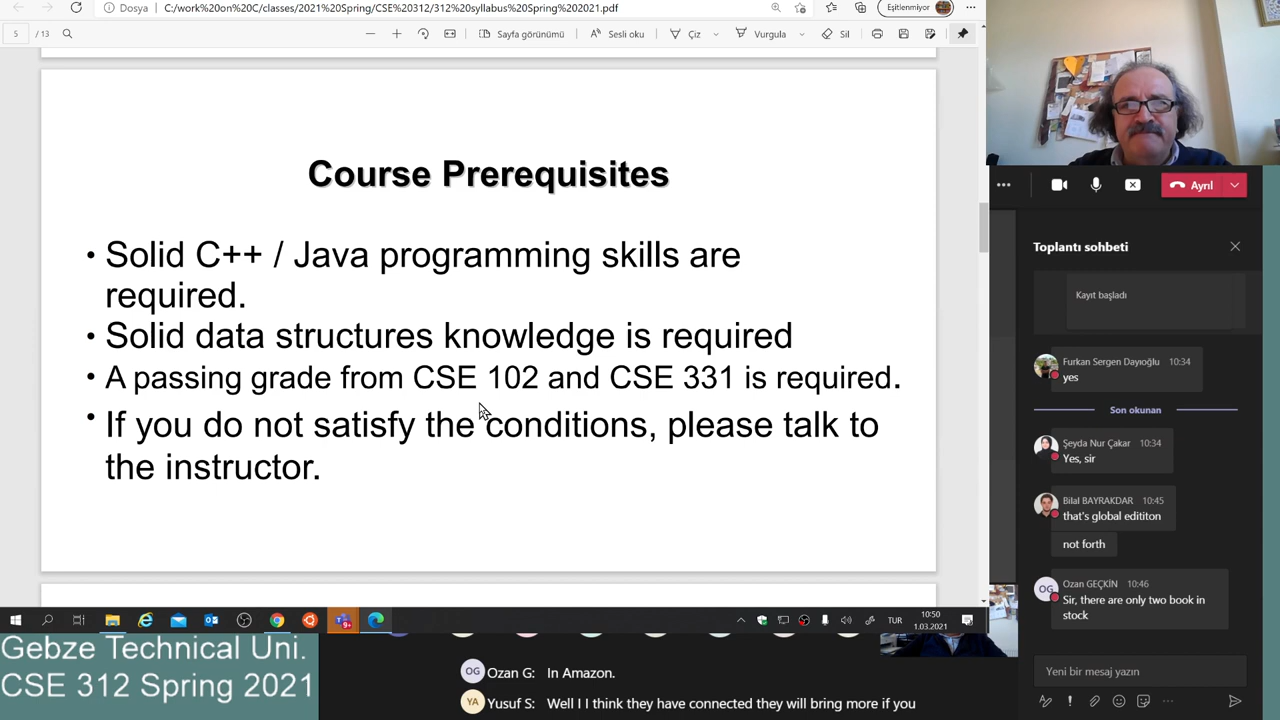 Dosya
C:/work%20on%20C/classes/2021%20Spring/CSE%20312/312%20syllabus%20Spring%202021.pdf
Eşitlenmiyor
5 / 13
Sayfa görünümü
Sesli oku
Çiz
Vurgula
Sil
Course Prerequisites
• Solid C++ / Java programming skills are
required.
• Solid data structures knowledge is required
• A passing grade from CSE 102 and CSE 331 is required.
• If you do not satisfy the conditions, please talk to
the instructor.
Ayrıl
Toplantı sohbeti
Kayıt başladı
Furkan Sergen Dayıoğlu 10:34
yes
Son okunan
Şeyda Nur Çakar 10:34
Yes, sir
Bilal BAYRAKDAR 10:45
that's global edititon
not forth
OG Ozan GEÇKİN 10:46
Sir, there are only two book in
stock
Yeni bir mesaj yazın
9+
TUR
10:50
1.03.2021
Gebze Technical Uni.
CSE 312 Spring 2021
OG Ozan G: In Amazon.
YA Yusuf S: Well I I think they have connected they will bring more if you